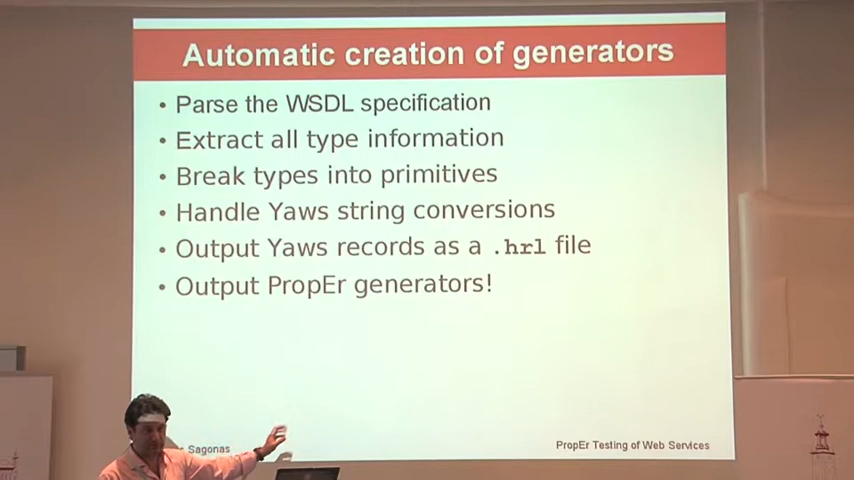 Automatic creation of generators
• Parse the WSDL specification
• Extract all type information
• Break types into primitives
• Handle Yaws string conversions
• Output Yaws records as a .hrl file
• Output PropEr generators!
Sagonas
PropEr Testing of Web Services